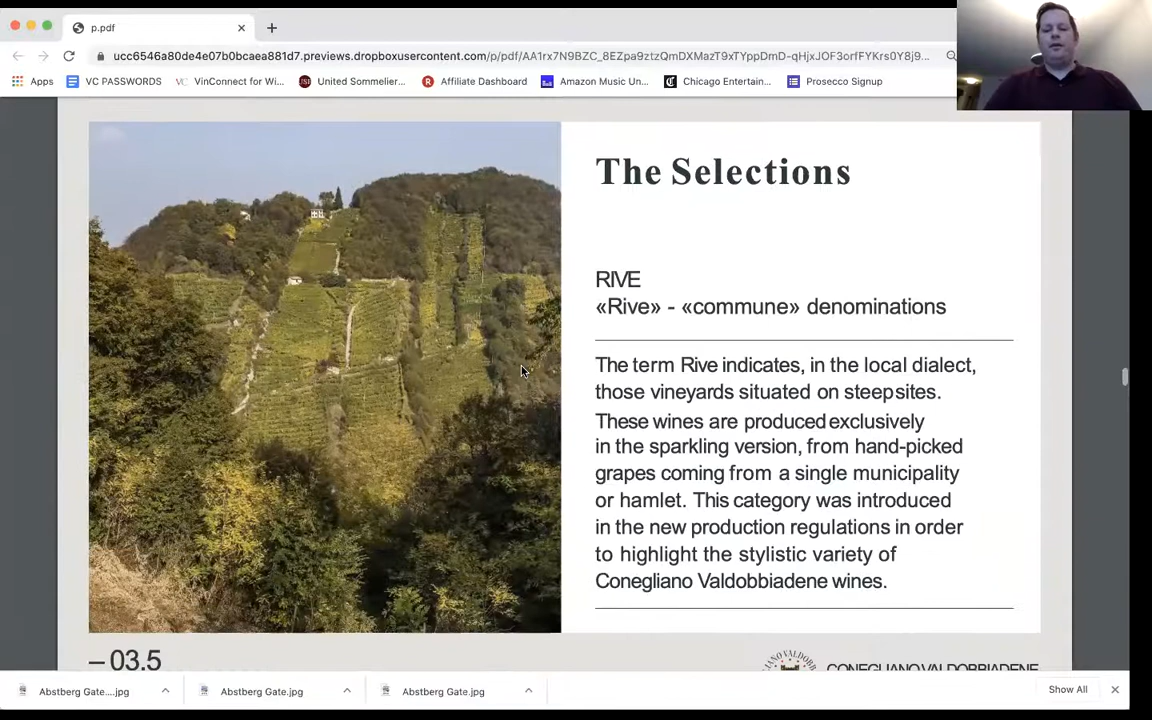 p.pdf
ucc6546a80de4e07b0bcaea881d7.previews.dropboxusercontent.com/p/pdf/AA1rx7N9BZC_8EZpa9ztzQmDXMazT9xTYppDmD-qHjxJOF3orfFYKrs0Y8j9...
Apps VC PASSWORDS VinConnect for Wi... United Sommelier... Affiliate Dashboard Amazon Music Un... Chicago Entertain... Prosecco Signup
The Selections
RIVE
«Rive» - «commune» denominations
The term Rive indicates, in the local dialect,
those vineyards situated on steep sites.
These wines are produced exclusively
in the sparkling version, from hand-picked
grapes coming from a single municipality
or hamlet. This category was introduced
in the new production regulations in order
to highlight the stylistic variety of
Conegliano Valdobbiadene wines.
– 03.5
CONEGLIANO VALDOBBIADENE
Abstberg Gate....jpg Abstberg Gate.jpg Abstberg Gate.jpg Show All